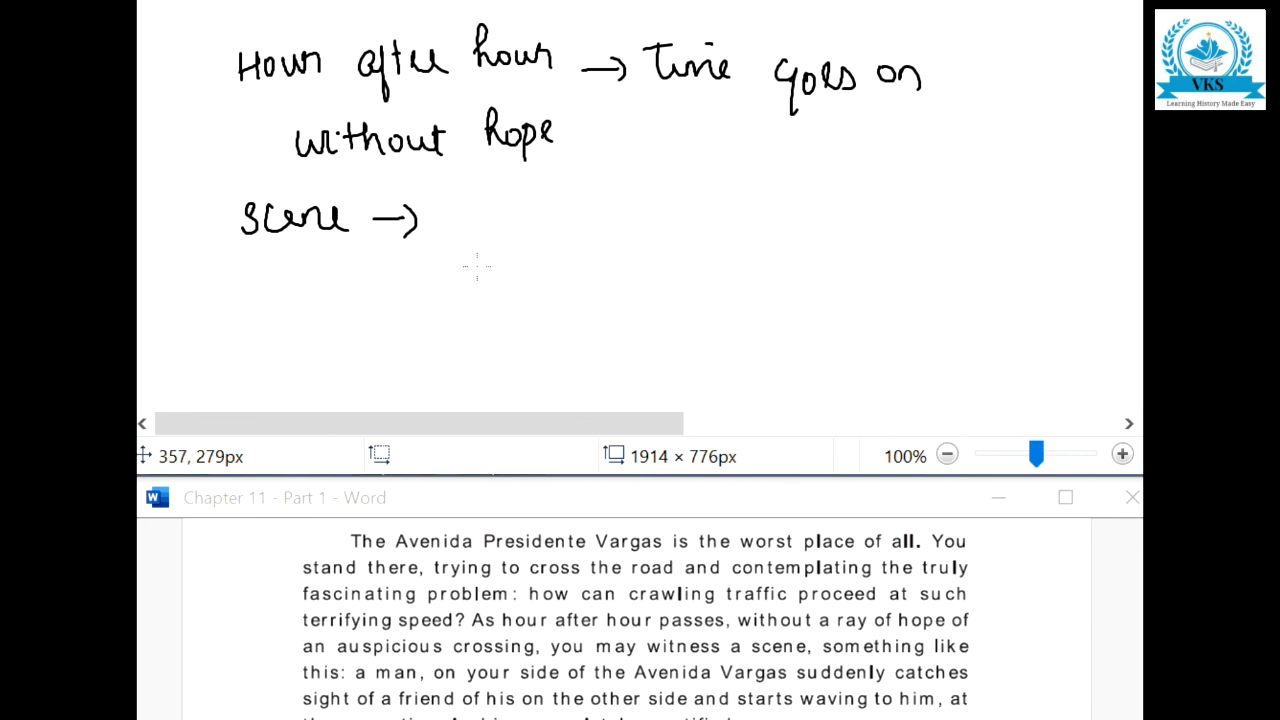 Hour after hour → Time goes on
without hope
scene →
VKS
Learning History Made Easy
357, 279px
1914 × 776px
100%
Chapter 11 - Part 1 - Word
The Avenida Presidente Vargas is the worst place of all. You
stand there, trying to cross the road and contemplating the truly
fascinating problem: how can crawling traffic proceed at such
terrifying speed? As hour after hour passes, without a ray of hope of
an auspicious crossing, you may witness a scene, something like
this: a man, on your side of the Avenida Vargas suddenly catches
sight of a friend of his on the other side and starts waving to him, at